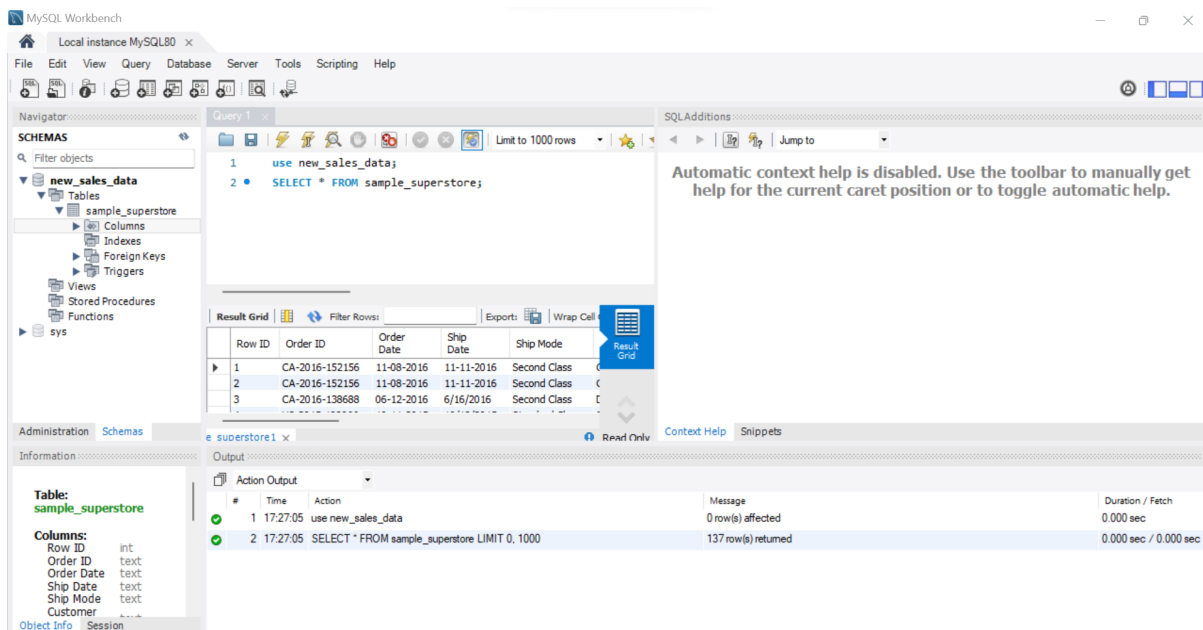 MySQL Workbench
Local instance MySQL80
File Edit View Query Database Server Tools Scripting Help
Navigator
SCHEMAS
Filter objects
new_sales_data
Tables
sample_superstore
Columns
Indexes
Foreign Keys
Triggers
Views
Stored Procedures
Functions
sys
Administration Schemas
Information
Table:
sample_superstore
Columns:
Row ID int
Order ID text
Order Date text
Ship Date text
Ship Mode text
Customer
Object Info Session
Query 1
Limit to 1000 rows
1 use new_sales_data;
2 SELECT * FROM sample_superstore;
Result Grid Filter Rows: Export: Wrap Cell
Row ID Order ID Order Date Ship Date Ship Mode
1 CA-2016-152156 11-08-2016 11-11-2016 Second Class
2 CA-2016-152156 11-08-2016 11-11-2016 Second Class
3 CA-2016-138688 06-12-2016 6/16/2016 Second Class
Result Grid
e_superstore1 Read Only
SQLAdditions
Jump to
Automatic context help is disabled. Use the toolbar to manually get
help for the current caret position or to toggle automatic help.
Context Help Snippets
Output
Action Output
# Time Action Message Duration / Fetch
1 17:27:05 use new_sales_data 0 row(s) affected 0.000 sec
2 17:27:05 SELECT * FROM sample_superstore LIMIT 0, 1000 137 row(s) returned 0.000 sec / 0.000 sec